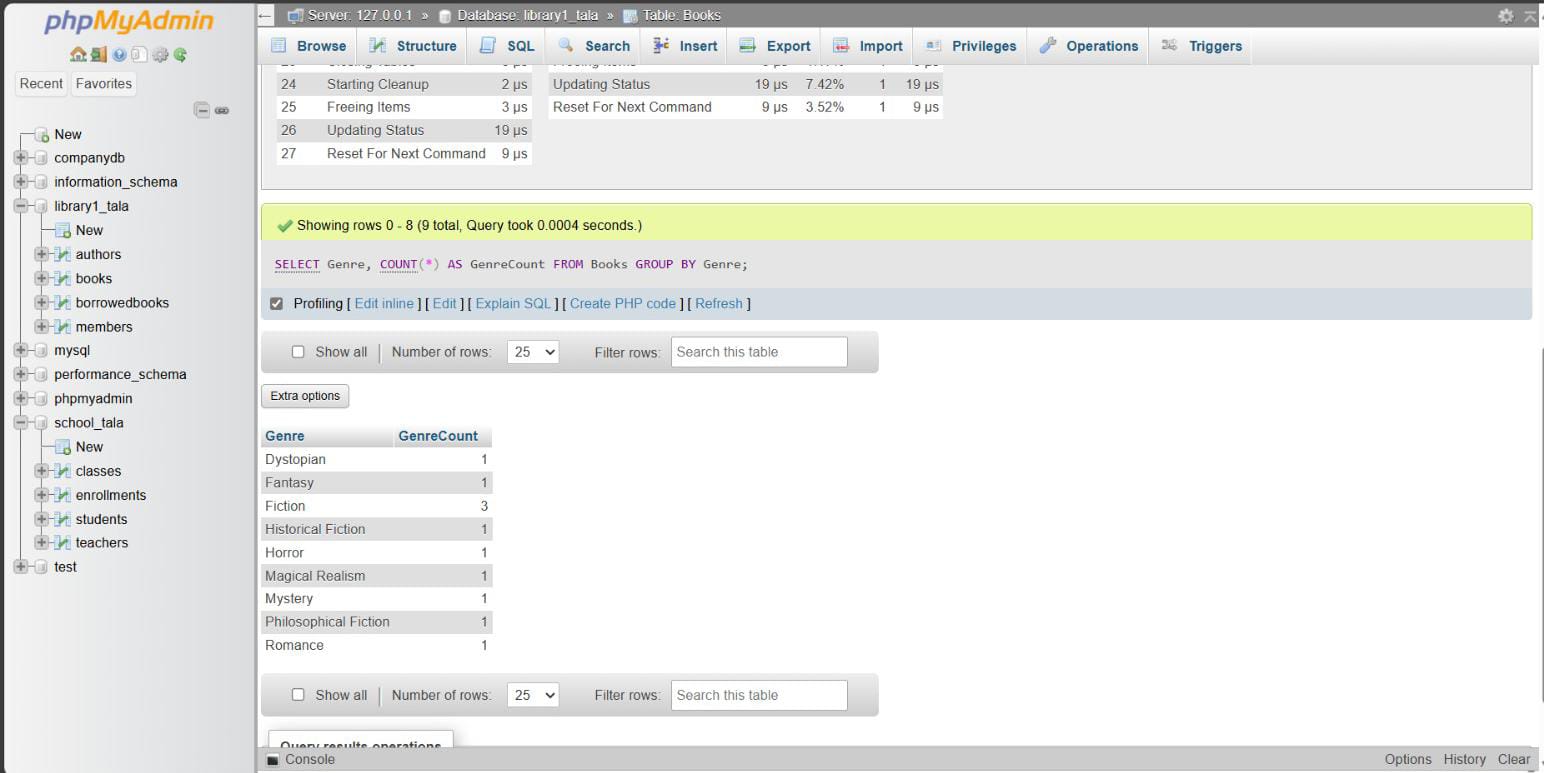 phpMyAdmin
Recent Favorites
New
companydb
information_schema
library1_tala
New
authors
books
borrowedbooks
members
mysql
performance_schema
phpmyadmin
school_tala
New
classes
enrollments
students
teachers
test
Server: 127.0.0.1 » Database: library1_tala » Table: Books
Browse Structure SQL Search Insert Export Import Privileges Operations Triggers
24 Starting Cleanup 2 µs Updating Status 19 µs 7.42% 1 19 µs
25 Freeing Items 3 µs Reset For Next Command 9 µs 3.52% 1 9 µs
26 Updating Status 19 µs
27 Reset For Next Command 9 µs
Showing rows 0 - 8 (9 total, Query took 0.0004 seconds.)
SELECT Genre, COUNT(*) AS GenreCount FROM Books GROUP BY Genre;
Profiling [ Edit inline ] [ Edit ] [ Explain SQL ] [ Create PHP code ] [ Refresh ]
Show all Number of rows: 25 Filter rows: Search this table
Extra options
Genre GenreCount
Dystopian 1
Fantasy 1
Fiction 3
Historical Fiction 1
Horror 1
Magical Realism 1
Mystery 1
Philosophical Fiction 1
Romance 1
Show all Number of rows: 25 Filter rows: Search this table
Query results operations
Console Options History Clear